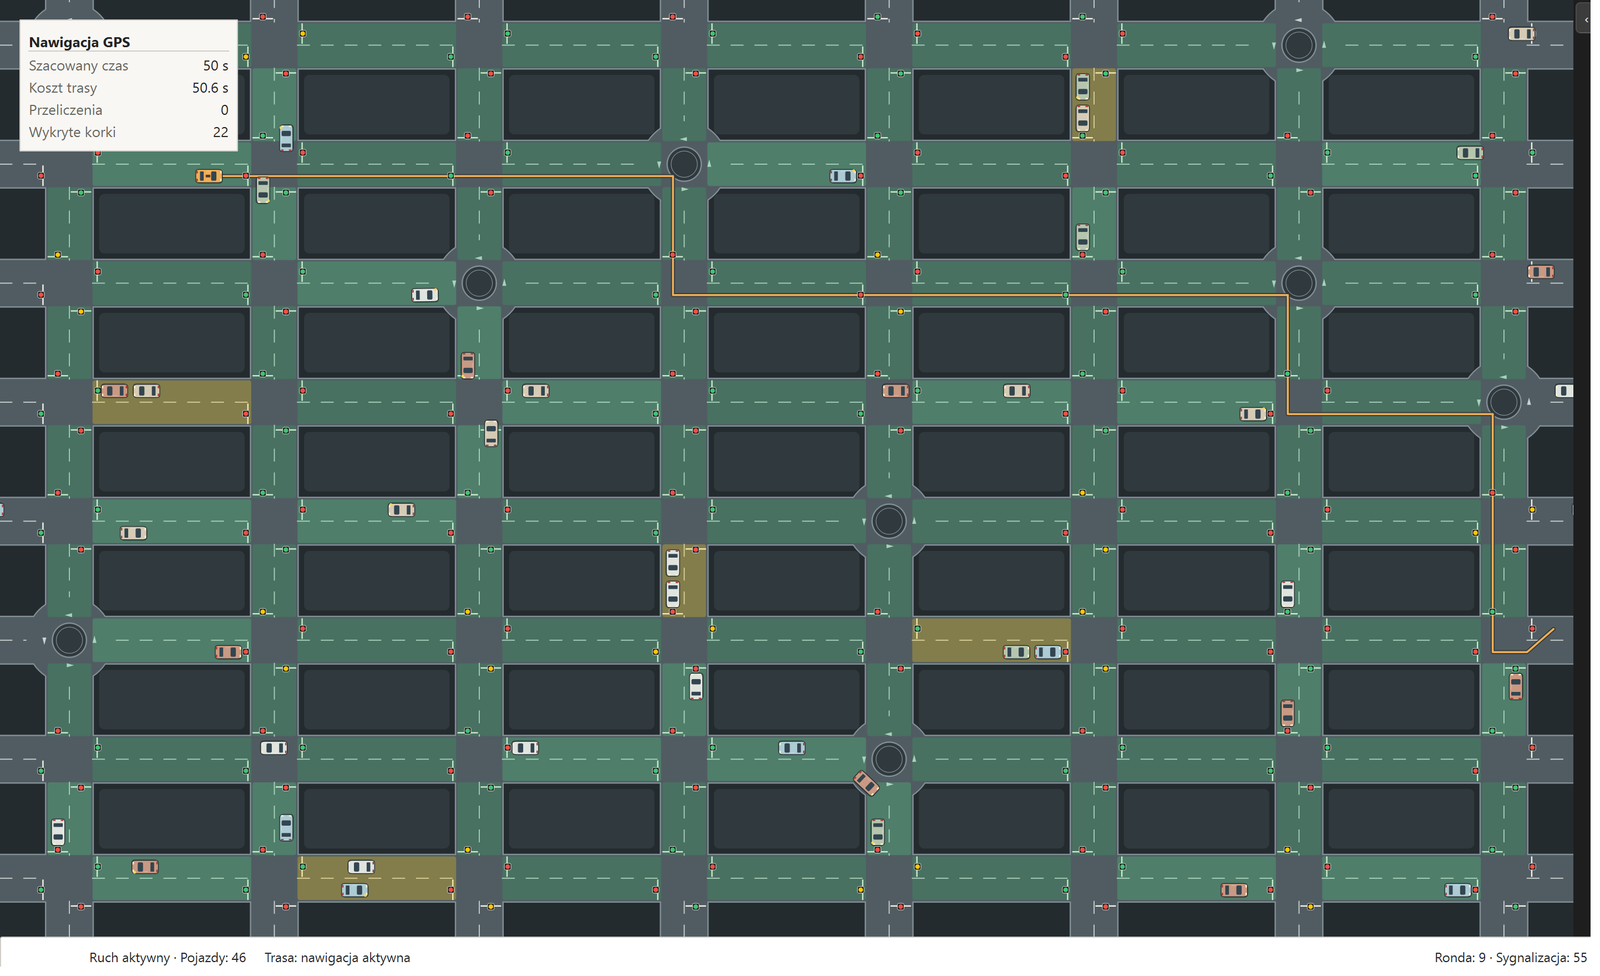 Nawigacja GPS
Szacowany czas 50 s
Koszt trasy 50.6 s
Przeliczenia 0
Wykryte korki 22
Ruch aktywny · Pojazdy: 46 Trasa: nawigacja aktywna Ronda: 9 · Sygnalizacja: 55